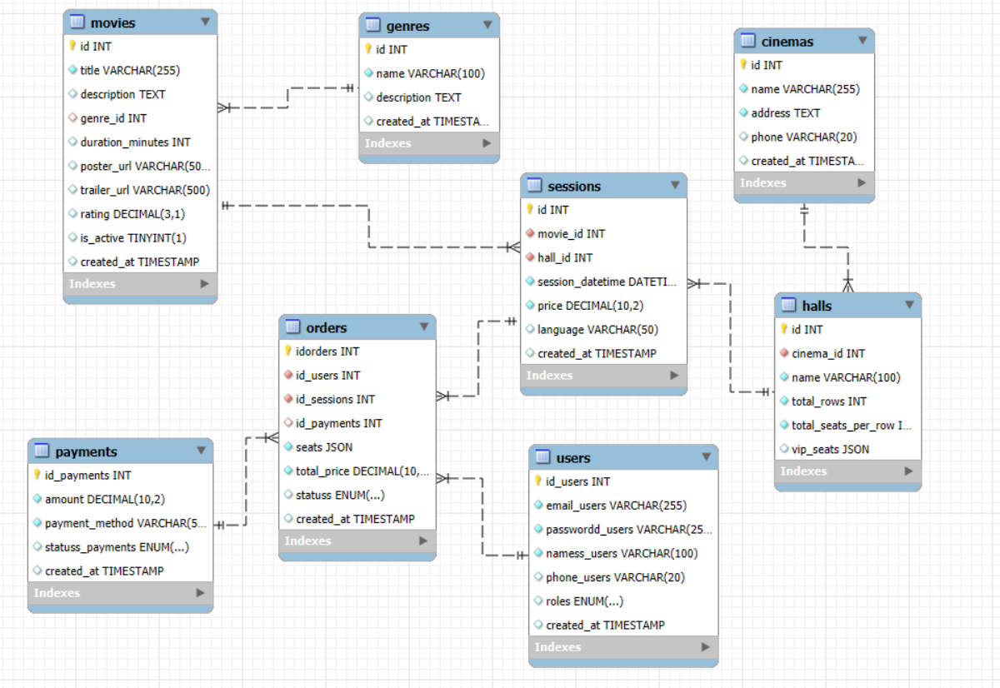 movies
id INT
title VARCHAR(255)
description TEXT
genre_id INT
duration_minutes INT
poster_url VARCHAR(50...
trailer_url VARCHAR(500)
rating DECIMAL(3,1)
is_active TINYINT(1)
created_at TIMESTAMP
Indexes
genres
id INT
name VARCHAR(100)
description TEXT
created_at TIMESTA...
Indexes
cinemas
id INT
name VARCHAR(255)
address TEXT
phone VARCHAR(20)
created_at TIMESTA...
Indexes
sessions
id INT
movie_id INT
hall_id INT
session_datetime DATETI...
price DECIMAL(10,2)
language VARCHAR(50)
created_at TIMESTAMP
Indexes
halls
id INT
cinema_id INT
name VARCHAR(100)
total_rows INT
total_seats_per_row I...
vip_seats JSON
Indexes
orders
idorders INT
id_users INT
id_sessions INT
id_payments INT
seats JSON
total_price DECIMAL(10,...
statuss ENUM(...)
created_at TIMESTAMP
Indexes
payments
id_payments INT
amount DECIMAL(10,2)
payment_method VARCHAR(5...
statuss_payments ENUM(...)
created_at TIMESTAMP
Indexes
users
id_users INT
email_users VARCHAR(255)
passwordd_users VARCHAR(25...
namess_users VARCHAR(100)
phone_users VARCHAR(20)
roles ENUM(...)
created_at TIMESTAMP
Indexes